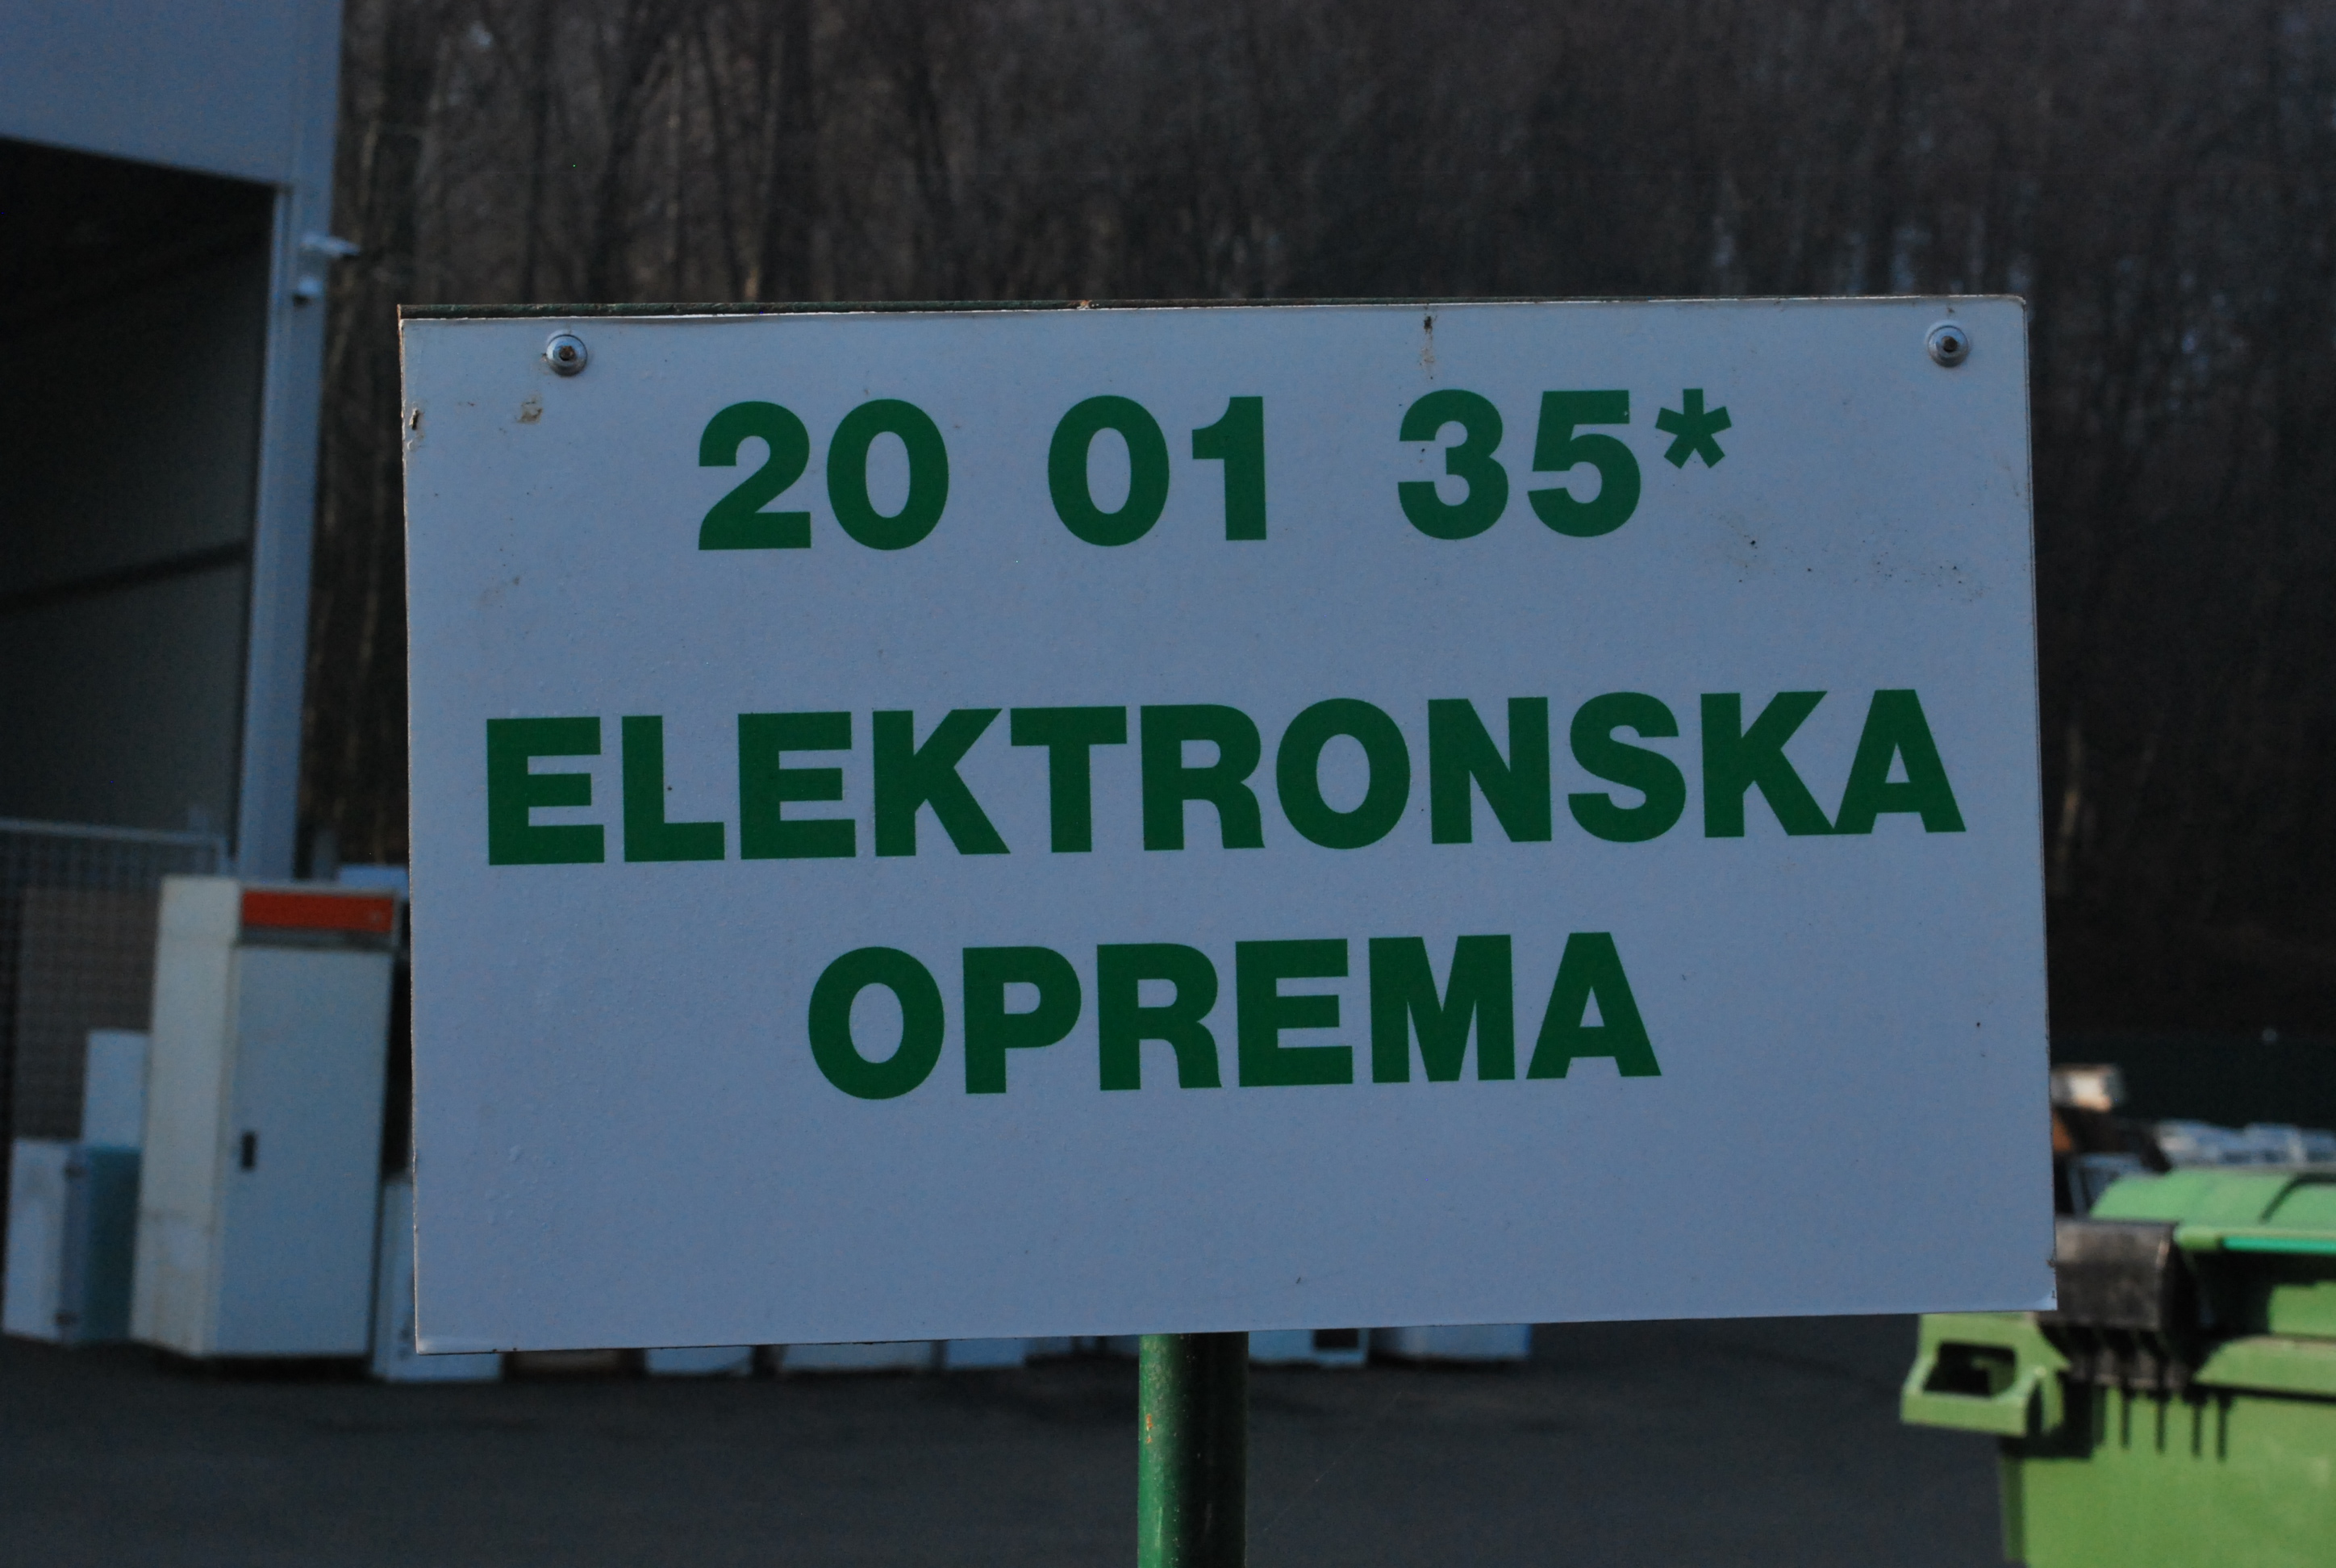 20 01 35*
ELEKTRONSKA
OPREMA